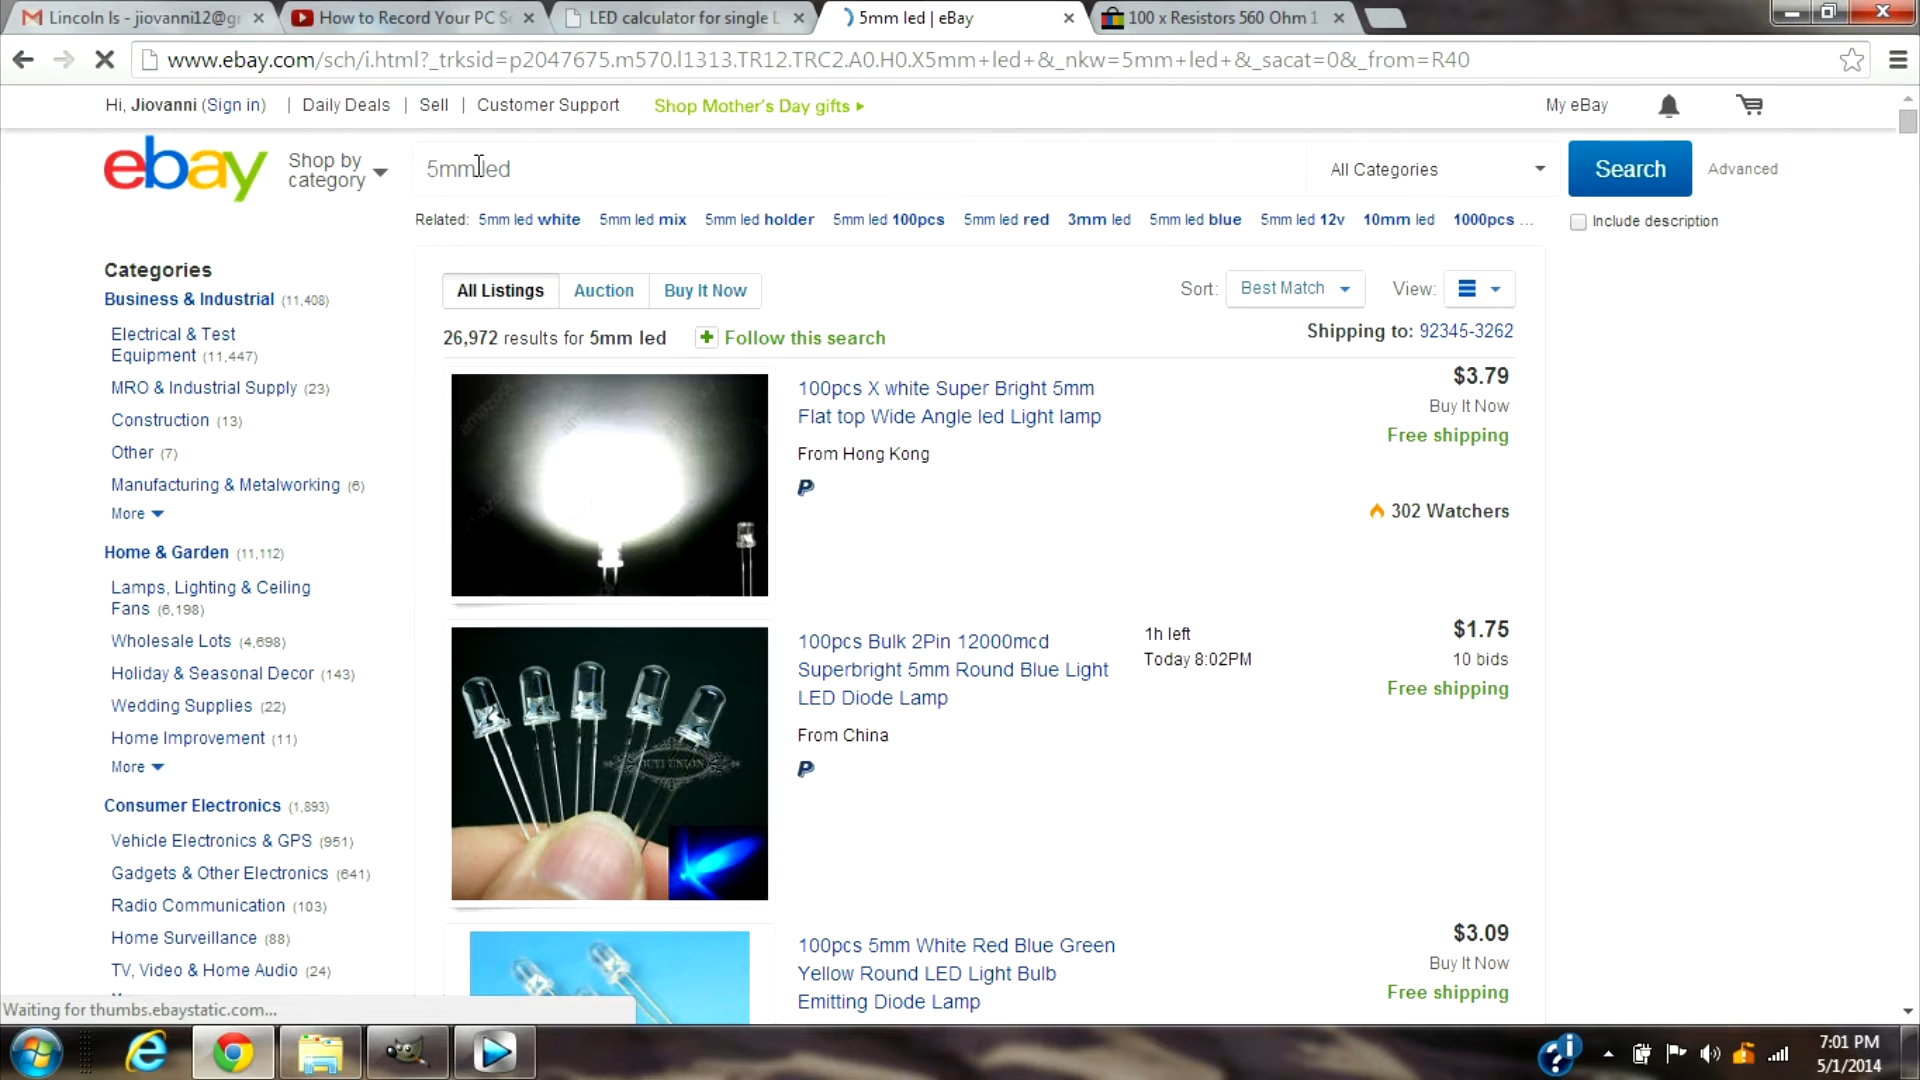 Lincoln Is - jiovanni12@g
How to Record Your PC S
LED calculator for single L
5mm led | eBay
100 x Resistors 560 Ohm 1
www.ebay.com/sch/i.html?_trksid=p2047675.m570.l1313.TR12.TRC2.A0.H0.X5mm+led+&_nkw=5mm+led+&_sacat=0&_from=R40
Hi, Jiovanni (Sign in) | Daily Deals | Sell | Customer Support Shop Mother's Day gifts
My eBay
ebay
Shop by category
5mm led
All Categories
Search
Advanced
Related: 5mm led white 5mm led mix 5mm led holder 5mm led 100pcs 5mm led red 3mm led 5mm led blue 5mm led 12v 10mm led 1000pcs ...
Include description
Categories
Business & Industrial (11,408)
Electrical & Test
Equipment (11,447)
MRO & Industrial Supply (23)
Construction (13)
Other (7)
Manufacturing & Metalworking (6)
More
Home & Garden (11,112)
Lamps, Lighting & Ceiling
Fans (6,198)
Wholesale Lots (4,698)
Holiday & Seasonal Decor (143)
Wedding Supplies (22)
Home Improvement (11)
More
Consumer Electronics (1,893)
Vehicle Electronics & GPS (951)
Gadgets & Other Electronics (641)
Radio Communication (103)
Home Surveillance (88)
TV, Video & Home Audio (24)
All Listings Auction Buy It Now
Sort: Best Match View:
26,972 results for 5mm led Follow this search
Shipping to: 92345-3262
100pcs X white Super Bright 5mm
Flat top Wide Angle led Light lamp
From Hong Kong
$3.79
Buy It Now
Free shipping
302 Watchers
100pcs Bulk 2Pin 12000mcd
Superbright 5mm Round Blue Light
LED Diode Lamp
From China
1h left
Today 8:02PM
$1.75
10 bids
Free shipping
100pcs 5mm White Red Blue Green
Yellow Round LED Light Bulb
Emitting Diode Lamp
$3.09
Buy It Now
Free shipping
Waiting for thumbs.ebaystatic.com...
7:01 PM
5/1/2014